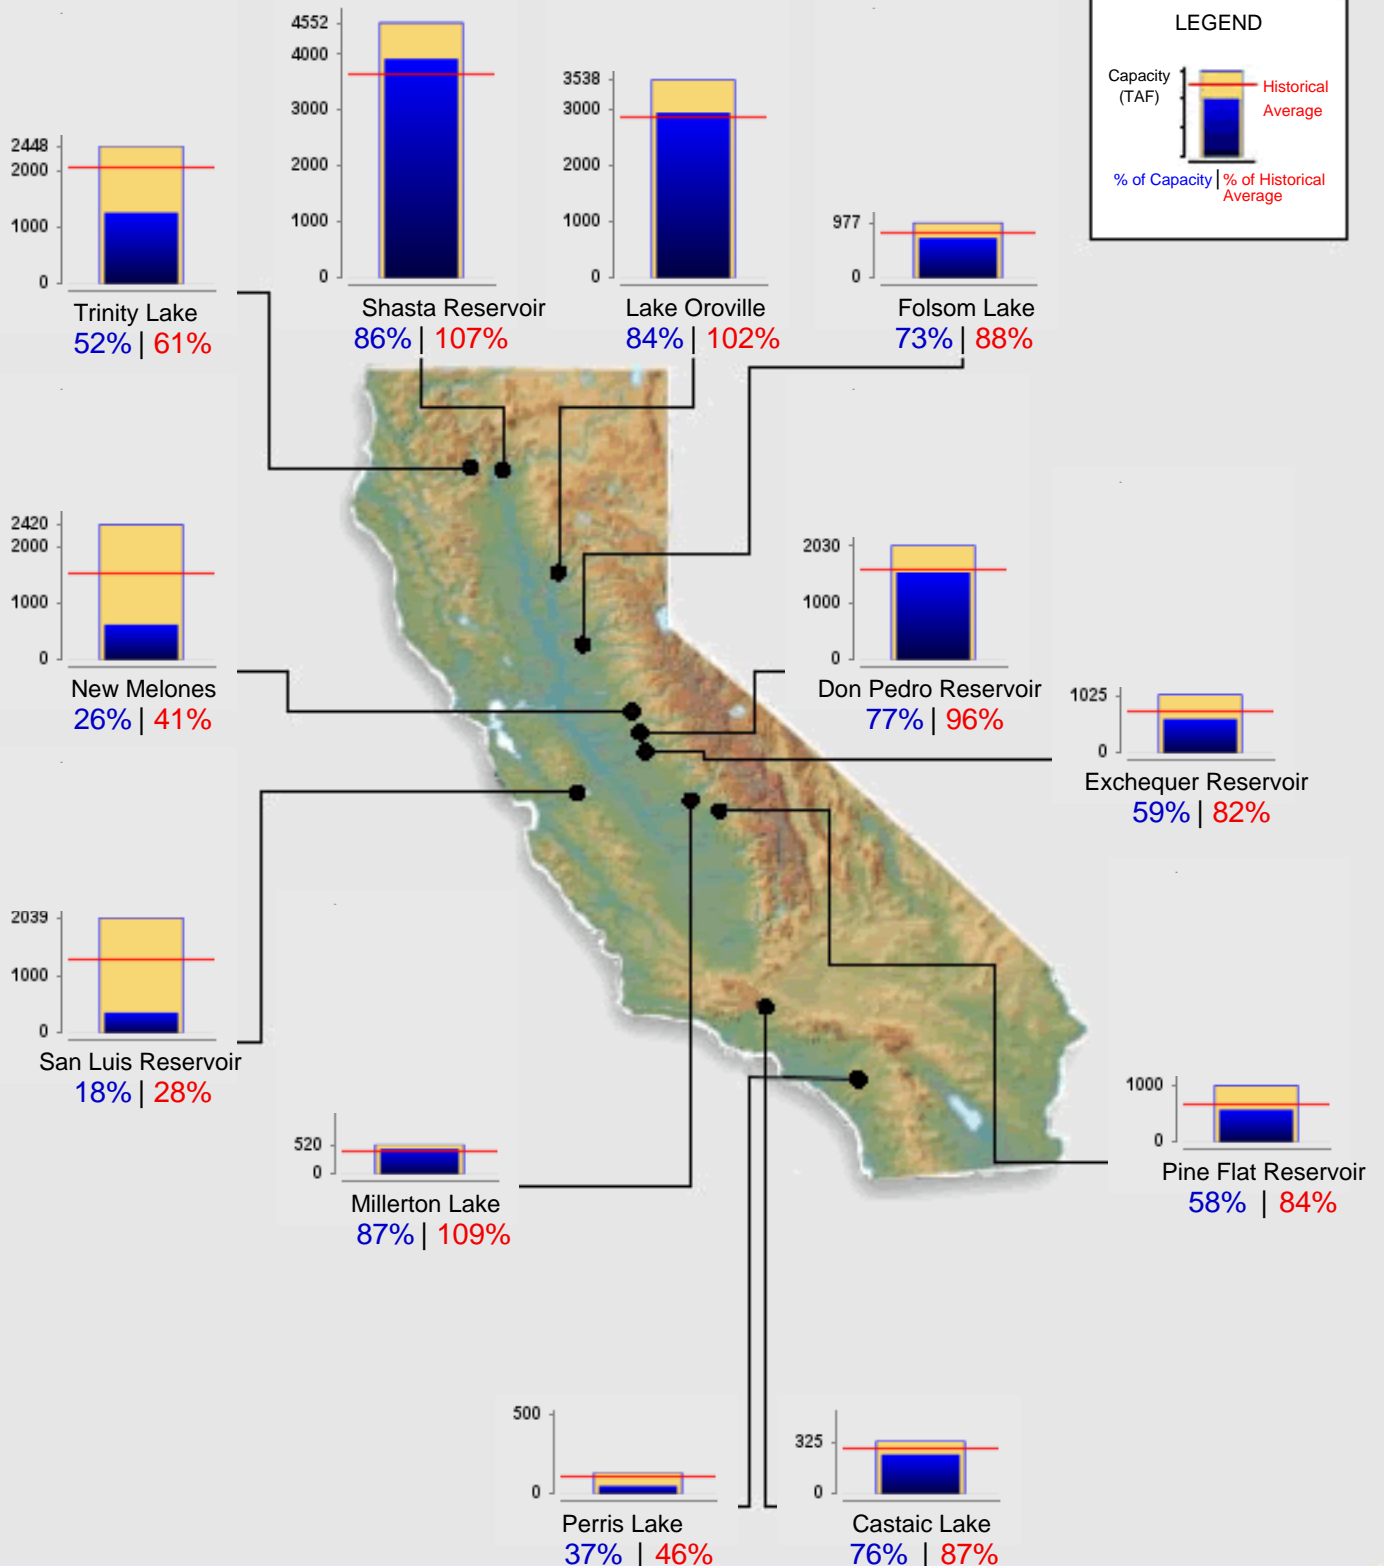 LEGEND
Capacity
(TAF)
Historical
Average
% of Capacity | % of Historical
Average
4552
4000
3000
2000
1000
0
Shasta Reservoir
86% | 107%
3538
3000
2000
1000
0
Lake Oroville
84% | 102%
2448
2000
1000
0
Trinity Lake
52% | 61%
977
0
Folsom Lake
73% | 88%
2420
2000
1000
0
New Melones
26% | 41%
2030
1000
0
Don Pedro Reservoir
77% | 96%
1025
0
Exchequer Reservoir
59% | 82%
2039
1000
0
San Luis Reservoir
18% | 28%
520
0
Millerton Lake
87% | 109%
1000
0
Pine Flat Reservoir
58% | 84%
500
0
Perris Lake
37% | 46%
325
0
Castaic Lake
76% | 87%